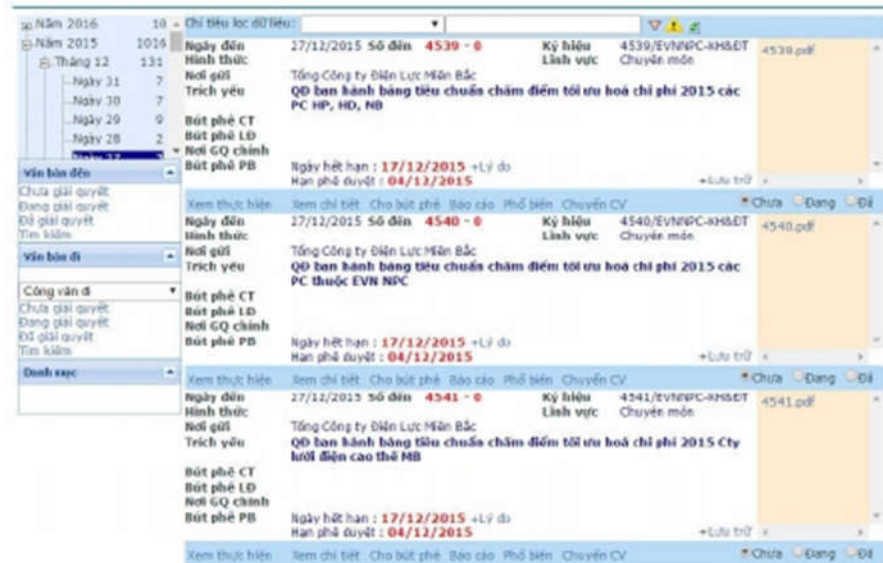 Năm 2016 10
Năm 2015 1016
Tháng 12 131
Ngày 31 7
Ngày 30 7
Ngày 29 9
Ngày 28 2
Ngày 27 3
Văn bản đến
Chưa giải quyết
Đang giải quyết
Đã giải quyết
Tìm kiếm
Văn bản đi
Công văn đi
Chưa giải quyết
Đang giải quyết
Đã giải quyết
Tìm kiếm
Danh mục
Chỉ tiêu lọc dữ liệu:
Ngày đến 27/12/2015 Số đến 4539 - 0 Ký hiệu 4539/EVNNPC-KH&ĐT 4539.pdf
Hình thức Lĩnh vực Chuyên môn
Nơi gửi Tổng Công ty Điện Lực Miền Bắc
Trích yếu QĐ ban hành bảng tiêu chuẩn chấm điểm tối ưu hoá chi phí 2015 các
PC HP, HD, NB
Bút phê CT
Bút phê LĐ
Nơi GQ chính
Bút phê PB Ngày hết hạn : 17/12/2015 +Lý do
Hạn phê duyệt : 04/12/2015 +Lưu trữ
Xem thực hiện Xem chi tiết Cho bút phê Báo cáo Phổ biến Chuyển CV Chưa Đang Đã
Ngày đến 27/12/2015 Số đến 4540 - 0 Ký hiệu 4540/EVNNPC-KH&ĐT 4540.pdf
Hình thức Lĩnh vực Chuyên môn
Nơi gửi Tổng Công ty Điện Lực Miền Bắc
Trích yếu QĐ ban hành bảng tiêu chuẩn chấm điểm tối ưu hoá chi phí 2015 các
PC thuộc EVN NPC
Bút phê CT
Bút phê LĐ
Nơi GQ chính
Bút phê PB Ngày hết hạn : 17/12/2015 +Lý do
Hạn phê duyệt : 04/12/2015 +Lưu trữ
Xem thực hiện Xem chi tiết Cho bút phê Báo cáo Phổ biến Chuyển CV Chưa Đang Đã
Ngày đến 27/12/2015 Số đến 4541 - 0 Ký hiệu 4541/EVNNPC-KH&ĐT 4541.pdf
Hình thức Lĩnh vực Chuyên môn
Nơi gửi Tổng Công ty Điện Lực Miền Bắc
Trích yếu QĐ ban hành bảng tiêu chuẩn chấm điểm tối ưu hoá chi phí 2015 Cty
lưới điện cao thế MB
Bút phê CT
Bút phê LĐ
Nơi GQ chính
Bút phê PB Ngày hết hạn : 17/12/2015 +Lý do
Hạn phê duyệt : 04/12/2015 +Lưu trữ
Xem thực hiện Xem chi tiết Cho bút phê Báo cáo Phổ biến Chuyển CV Chưa Đang Đã